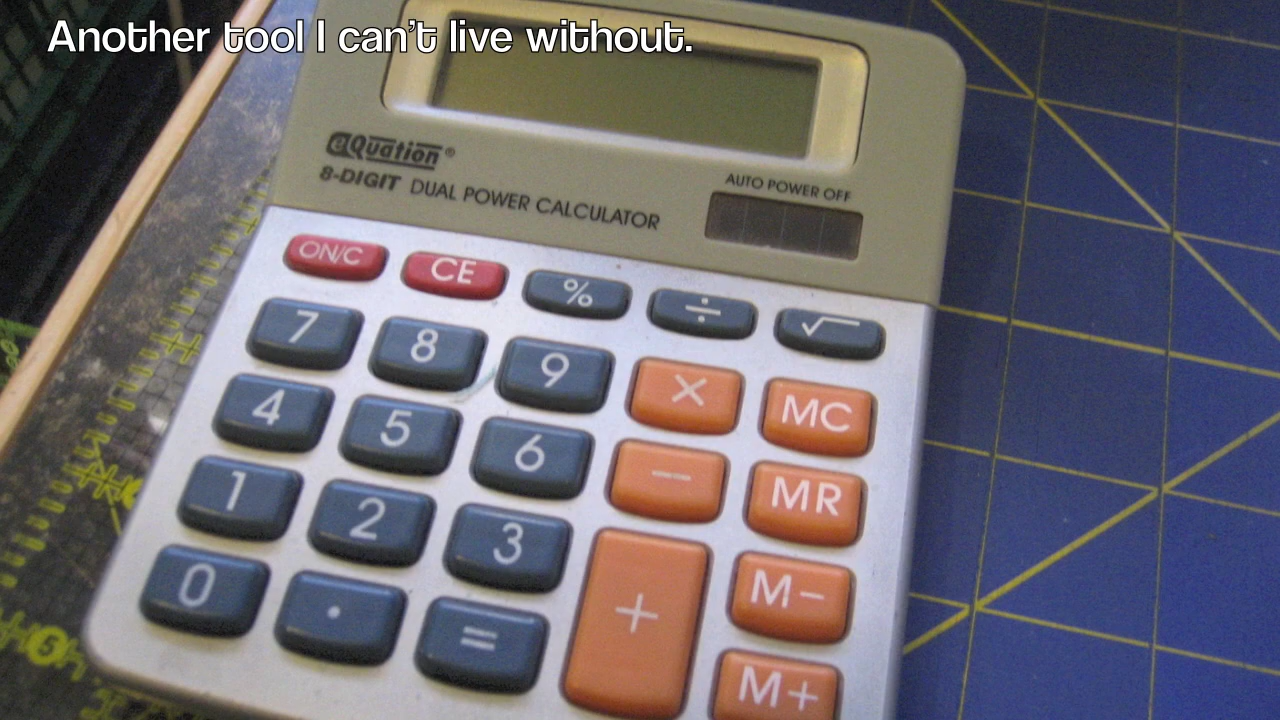 Another tool I can't live without.
eQuation®
8-DIGIT DUAL POWER CALCULATOR
AUTO POWER OFF
ON/C CE % ÷ √
7 8 9 × MC
4 5 6 − MR
1 2 3 + M−
0 . = M+
5